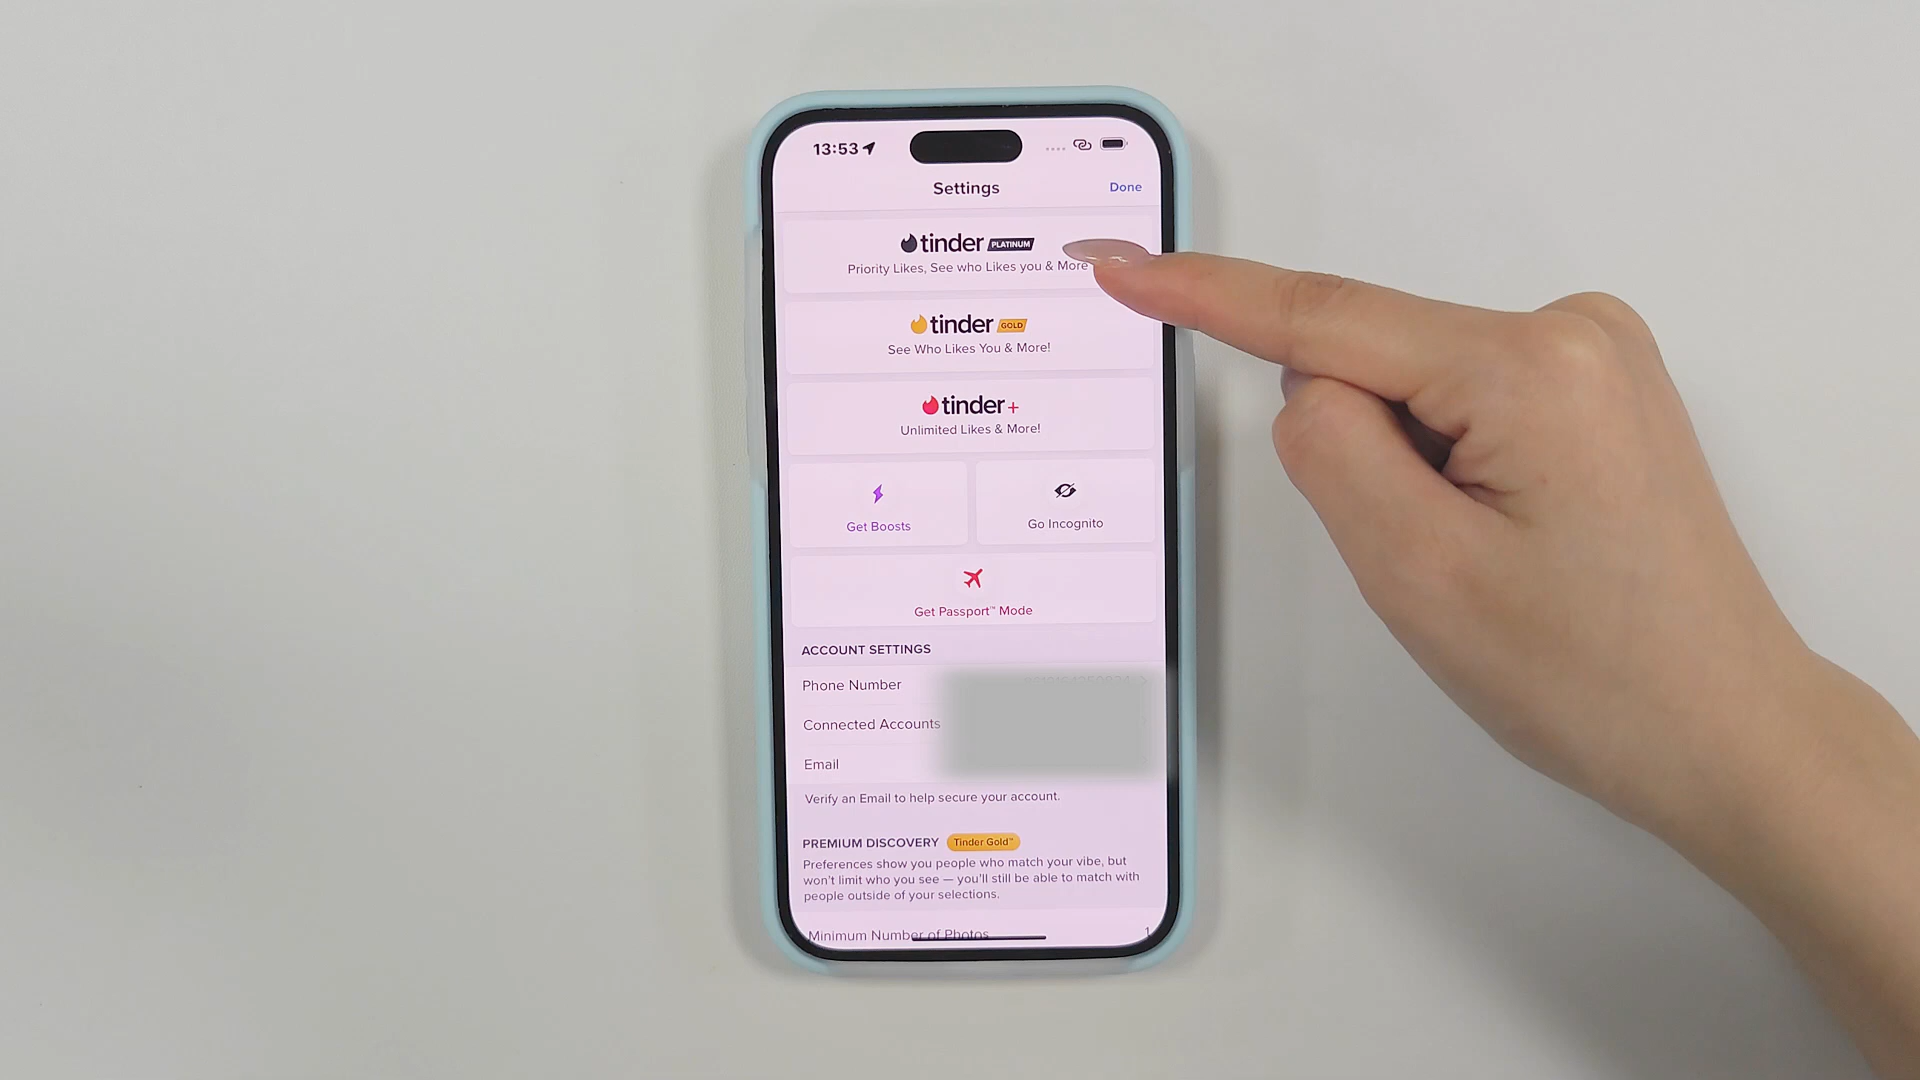 13:53
Settings
Done
tinder PLATINUM
Priority Likes, See who Likes you & More
tinder GOLD
See Who Likes You & More!
tinder +
Unlimited Likes & More!
Get Boosts
Go Incognito
Get Passport™ Mode
ACCOUNT SETTINGS
Phone Number
Connected Accounts
Email
Verify an Email to help secure your account.
PREMIUM DISCOVERY Tinder Gold™
Preferences show you people who match your vibe, but
won't limit who you see — you'll still be able to match with
people outside of your selections.
Minimum Number of Photos 1